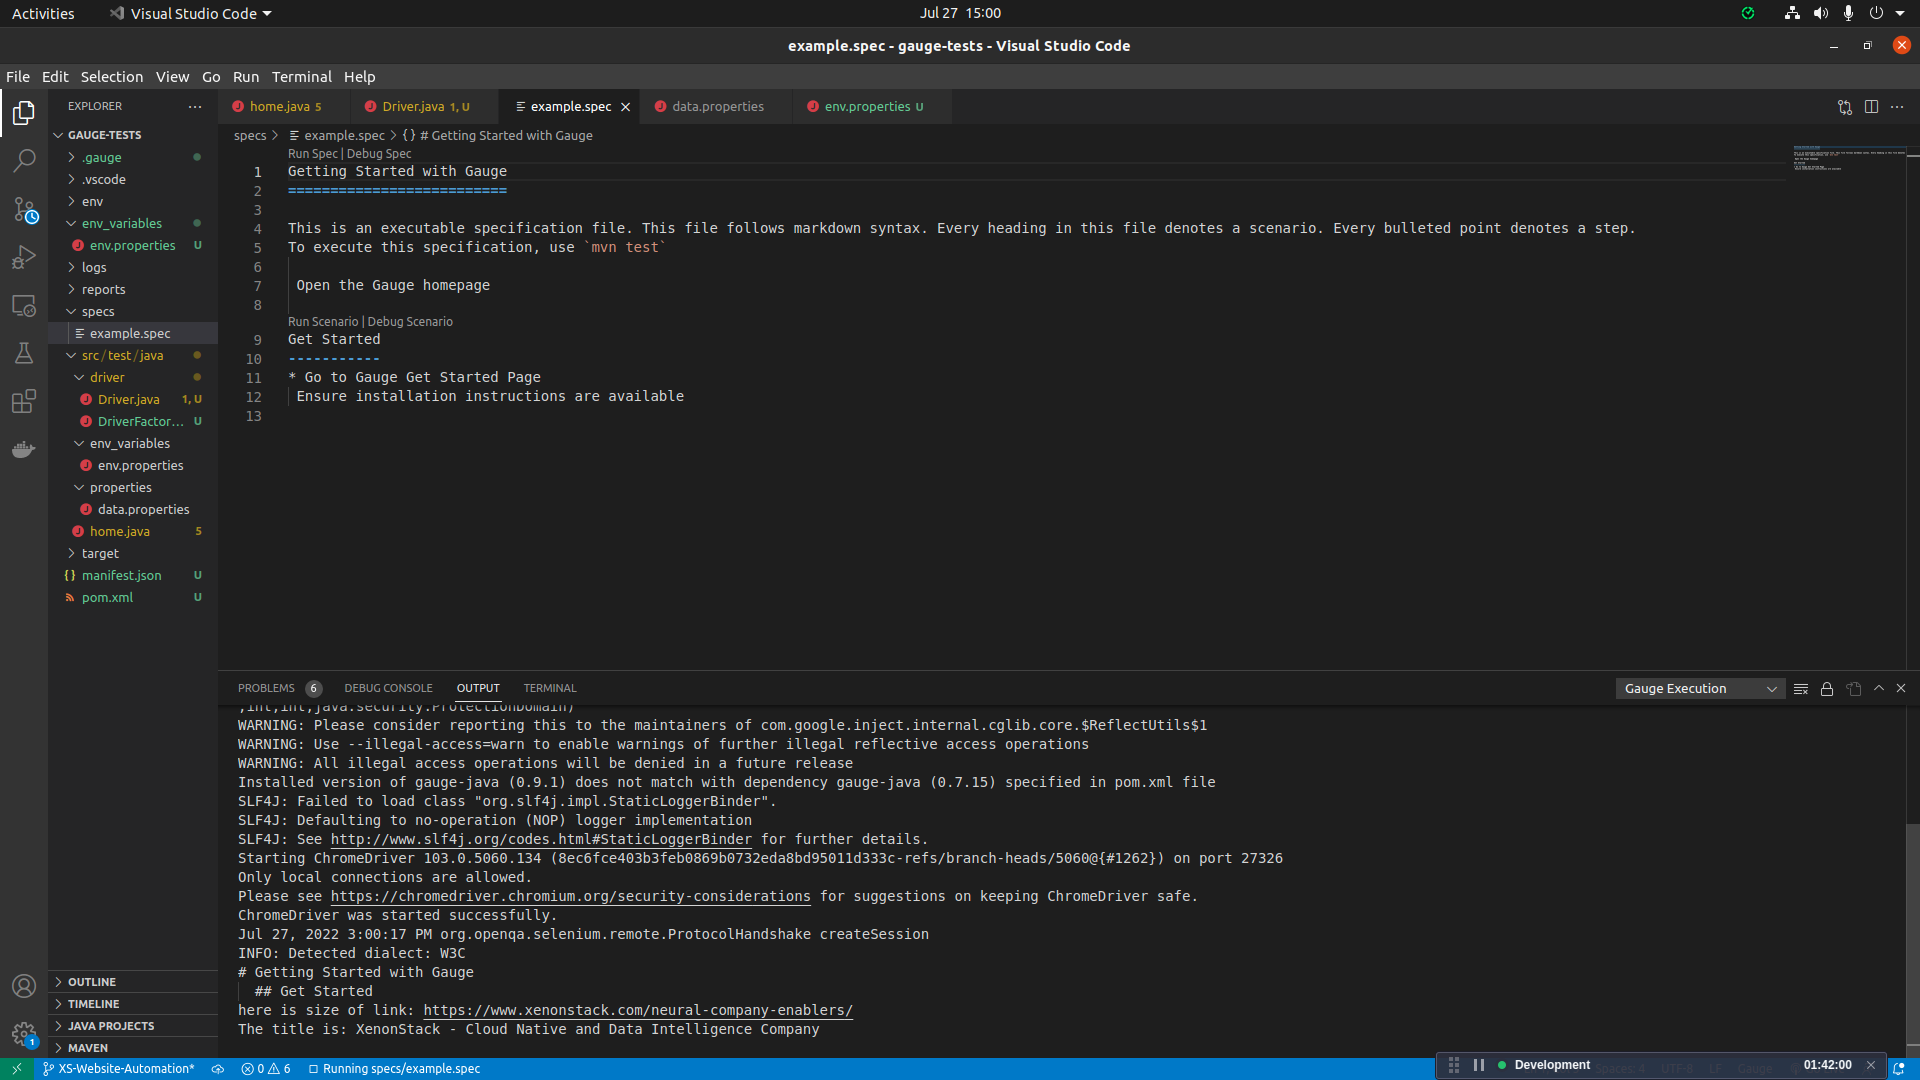 Activities
Visual Studio Code
Jul 27 15:00
example.spec - gauge-tests - Visual Studio Code
File Edit Selection View Go Run Terminal Help
EXPLORER
home.java 5
Driver.java 1, U
example.spec
data.properties
env.properties U
GAUGE-TESTS
.gauge
.vscode
env
env_variables
env.properties U
logs
reports
specs
example.spec
src/test/java
driver
Driver.java 1, U
DriverFactor... U
env_variables
env.properties
properties
data.properties
home.java 5
target
manifest.json U
pom.xml U
OUTLINE
TIMELINE
JAVA PROJECTS
MAVEN
1
specs > example.spec > {} # Getting Started with Gauge
Run Spec | Debug Spec
1 Getting Started with Gauge
2 ==========================
3
4 This is an executable specification file. This file follows markdown syntax. Every heading in this file denotes a scenario. Every bulleted point denotes a step.
5 To execute this specification, use `mvn test`
6
7 Open the Gauge homepage
8
Run Scenario | Debug Scenario
9 Get Started
10 -----------
11 * Go to Gauge Get Started Page
12 Ensure installation instructions are available
13
PROBLEMS 6 DEBUG CONSOLE OUTPUT TERMINAL
Gauge Execution
,int,int,java.security.ProtectionDomain)
WARNING: Please consider reporting this to the maintainers of com.google.inject.internal.cglib.core.$ReflectUtils$1
WARNING: Use --illegal-access=warn to enable warnings of further illegal reflective access operations
WARNING: All illegal access operations will be denied in a future release
Installed version of gauge-java (0.9.1) does not match with dependency gauge-java (0.7.15) specified in pom.xml file
SLF4J: Failed to load class "org.slf4j.impl.StaticLoggerBinder".
SLF4J: Defaulting to no-operation (NOP) logger implementation
SLF4J: See http://www.slf4j.org/codes.html#StaticLoggerBinder for further details.
Starting ChromeDriver 103.0.5060.134 (8ec6fce403b3feb0869b0732eda8bd95011d333c-refs/branch-heads/5060@{#1262}) on port 27326
Only local connections are allowed.
Please see https://chromedriver.chromium.org/security-considerations for suggestions on keeping ChromeDriver safe.
ChromeDriver was started successfully.
Jul 27, 2022 3:00:17 PM org.openqa.selenium.remote.ProtocolHandshake createSession
INFO: Detected dialect: W3C
# Getting Started with Gauge
## Get Started
here is size of link: https://www.xenonstack.com/neural-company-enablers/
The title is: XenonStack - Cloud Native and Data Intelligence Company
XS-Website-Automation*
0 6
Running specs/example.spec
Development
01:42:00